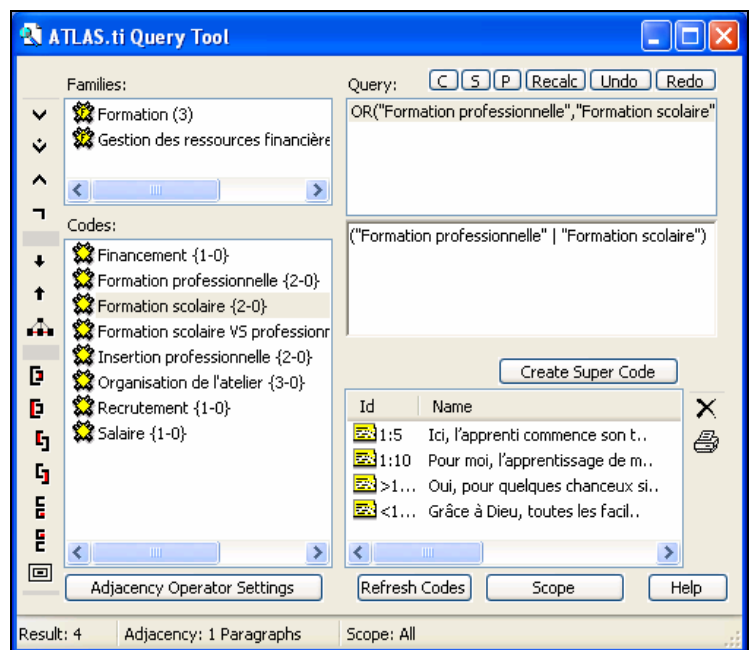 ATLAS.ti Query Tool
Families:
Formation (3)
Gestion des ressources financière
Codes:
Financement {1-0}
Formation professionnelle {2-0}
Formation scolaire {2-0}
Formation scolaire VS professionn
Insertion professionnelle {2-0}
Organisation de l'atelier {3-0}
Recrutement {1-0}
Salaire {1-0}
Adjacency Operator Settings
Query: C S P Recalc Undo Redo
OR("Formation professionnelle","Formation scolaire"
("Formation professionnelle" | "Formation scolaire")
Create Super Code
Id Name
1:5 Ici, l'apprenti commence son t..
1:10 Pour moi, l'apprentissage de m..
>1... Oui, pour quelques chanceux si..
<1... Grâce à Dieu, toutes les facil..
Refresh Codes Scope Help
Result: 4 Adjacency: 1 Paragraphs Scope: All